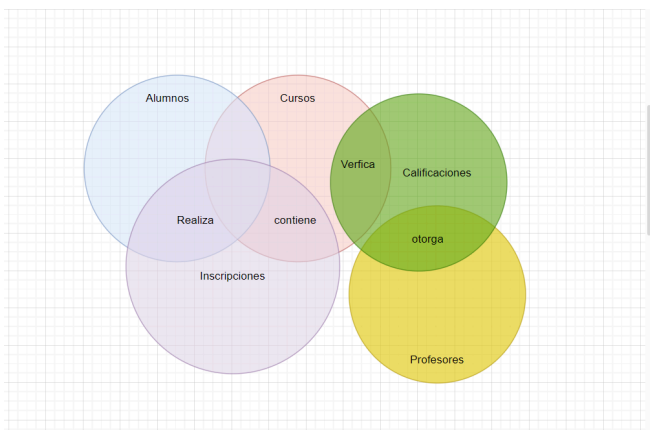 Alumnos
Cursos
Verfica
Calificaciones
Realiza
contiene
otorga
Inscripciones
Profesores